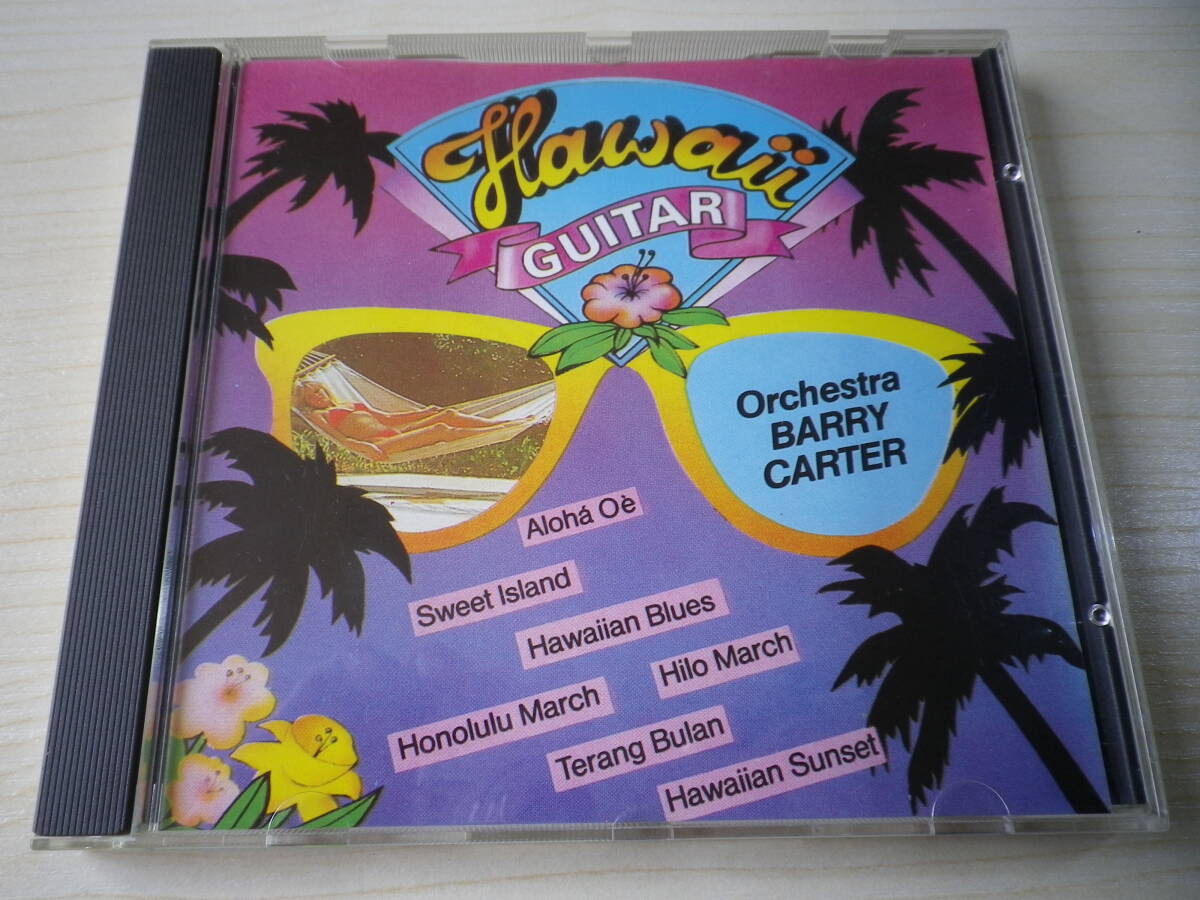 Hawaii
GUITAR
Orchestra
BARRY
CARTER
Alohá Oè
Sweet Island
Hawaiian Blues
Hilo March
Honolulu March
Terang Bulan
Hawaiian Sunset